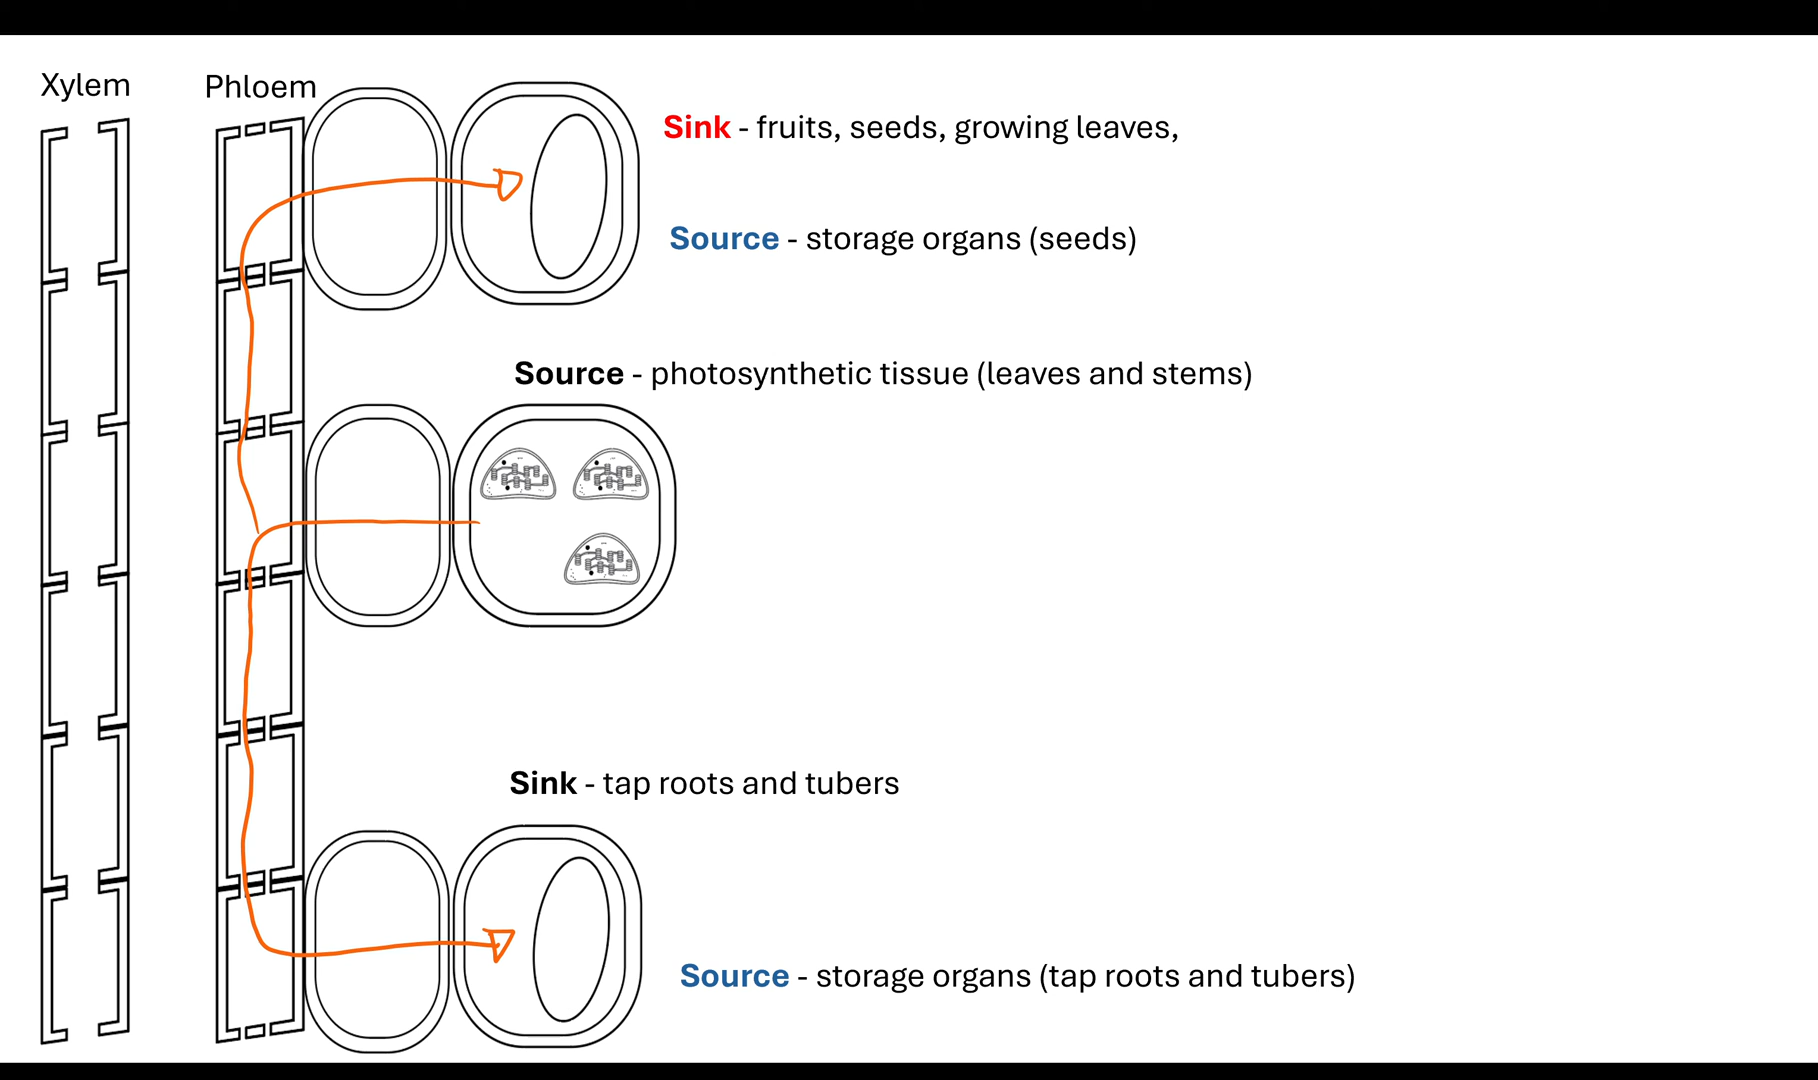 Xylem
Phloem
Sink - fruits, seeds, growing leaves,
Source - storage organs (seeds)
Source - photosynthetic tissue (leaves and stems)
Sink - tap roots and tubers
Source - storage organs (tap roots and tubers)